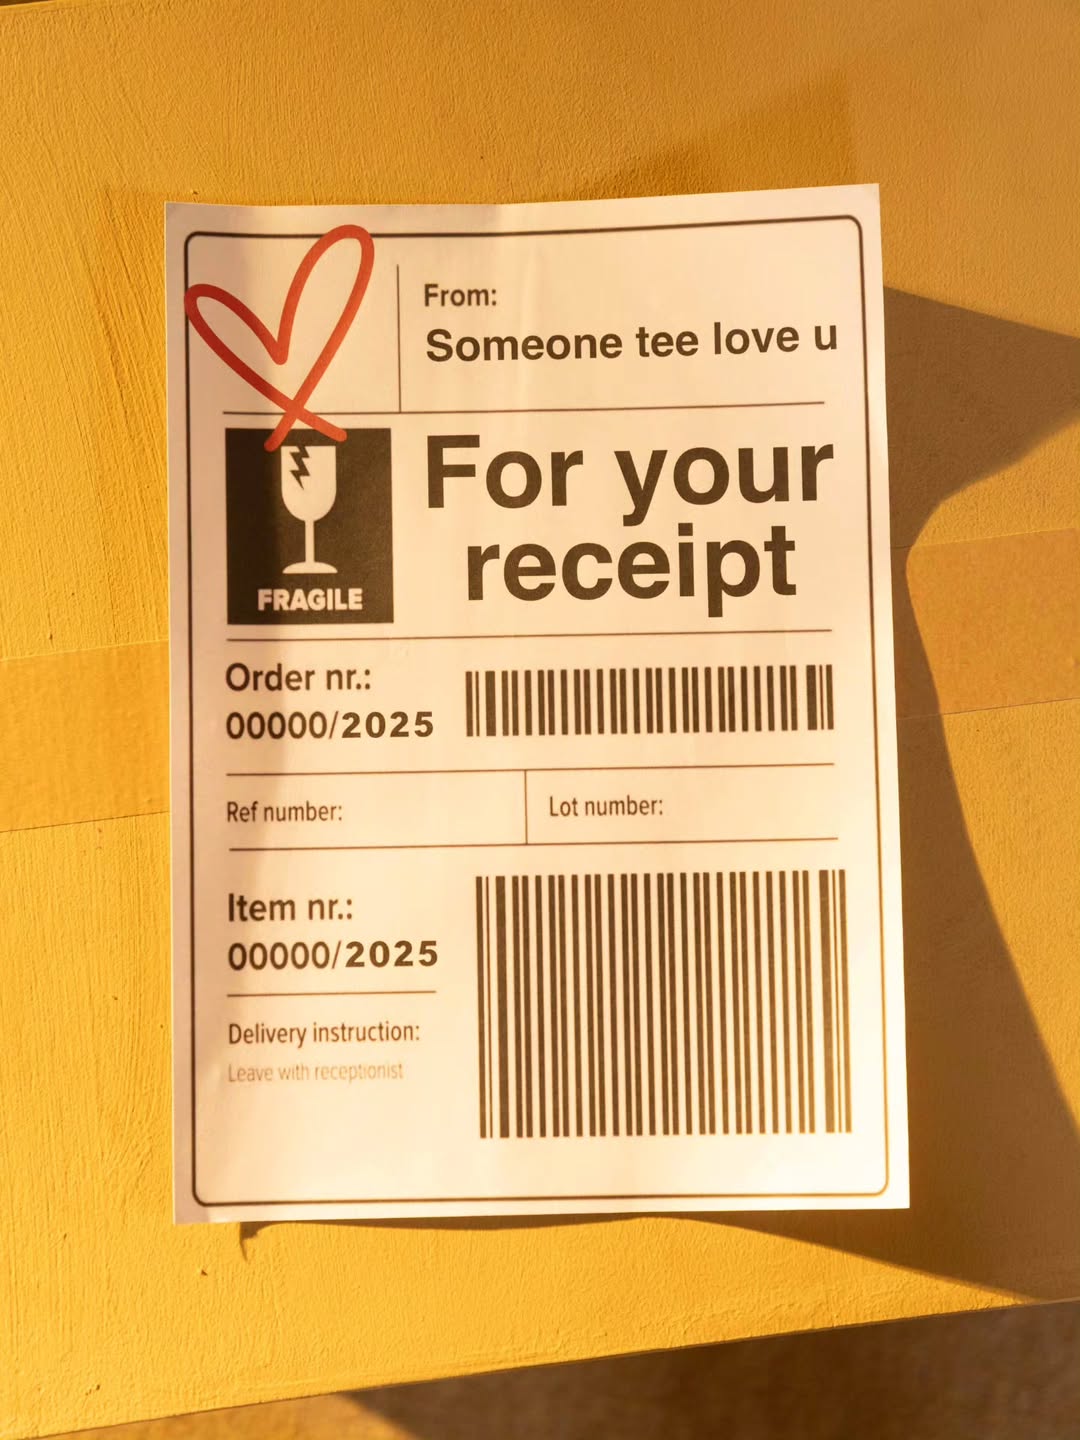 From:
Someone tee love u
FRAGILE
For your
receipt
Order nr.:
00000/2025
Ref number:
Lot number:
Item nr.:
00000/2025
Delivery instruction:
Leave with receptionist